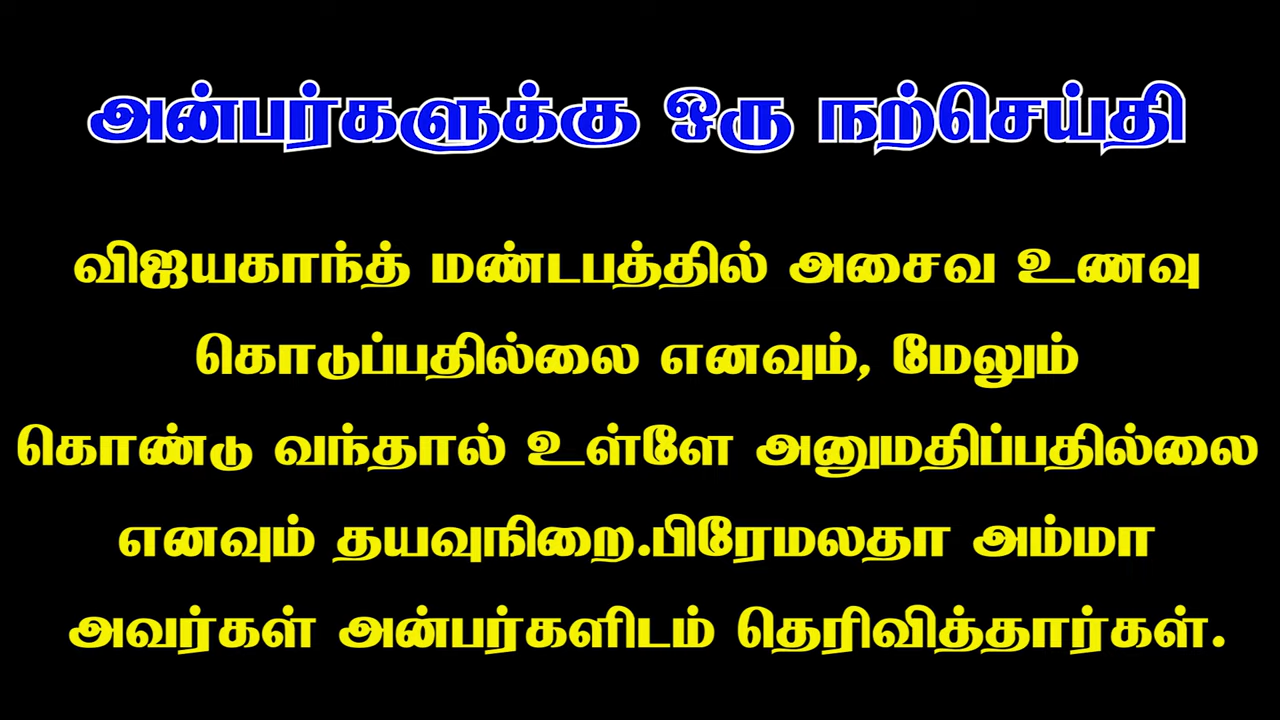 அன்பர்களுக்கு ஒரு நற்செய்தி
விஜயகாந்த் மண்டபத்தில் அசைவ உணவு
கொடுப்பதில்லை எனவும், மேலும்
கொண்டு வந்தால் உள்ளே அனுமதிப்பதில்லை
எனவும் தயவுநிறை.பிரேமலதா அம்மா
அவர்கள் அன்பர்களிடம் தெரிவித்தார்கள்.